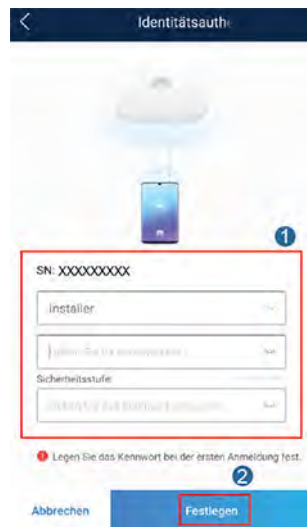 Identitätsauth
1
SN: XXXXXXXXX
Installer
Sicherheitsstufe
Legen Sie das Kennwort bei der ersten Anmeldung fest.
2
Abbrechen
Festlegen